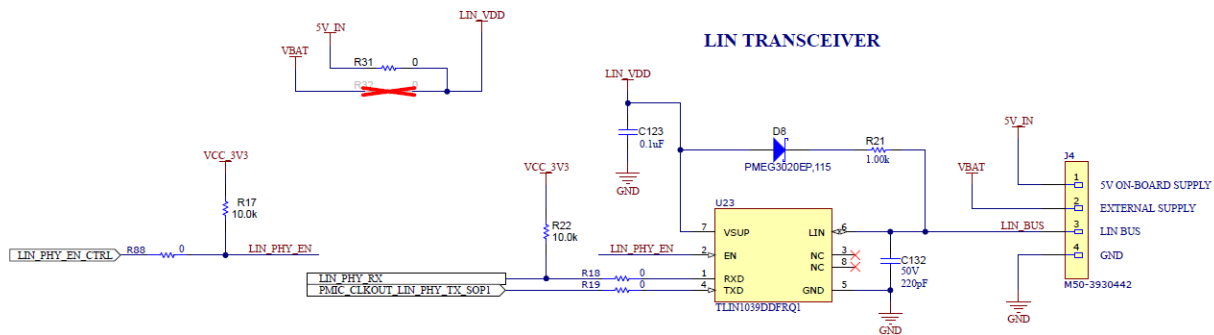 LIN_VDD
5V_IN
VBAT
R31 0
R32 0
LIN TRANSCEIVER
LIN_VDD
C123
0.1uF
GND
D8
PMEG3020EP,115
R21
1.00k
5V_IN
VBAT
J4
1 5V ON-BOARD SUPPLY
2 EXTERNAL SUPPLY
LIN_BUS 3 LIN BUS
4 GND
M50-3930442
GND
VCC_3V3
R17
10.0k
LIN_PHY_EN_CTRL R88 0 LIN_PHY_EN
VCC_3V3
R22
10.0k
LIN_PHY_EN
LIN_PHY_RX R18 0
PMIC_CLKOUT_LIN_PHY_TX_SOP1 R19 0
U23
7 VSUP LIN 6
2 EN NC 3
NC 8
1 RXD
4 TXD GND 5
TLIN1039DDFRQ1
C132
50V
220pF
GND